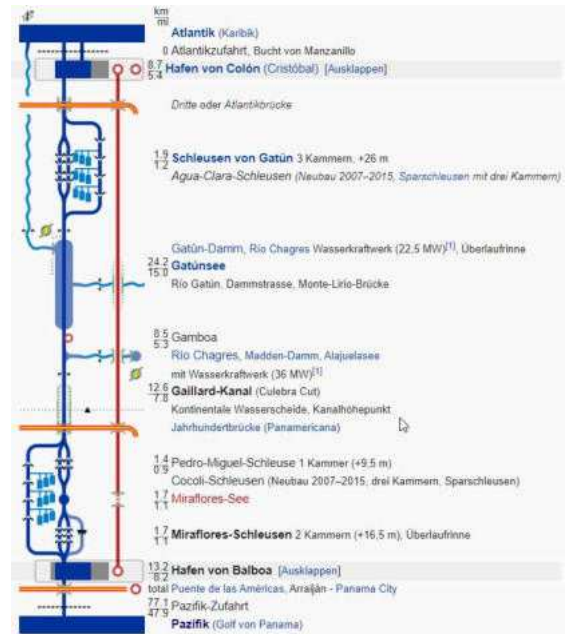 km
mi
Atlantik (Karibik)
0 Atlantikzufahrt, Bucht von Manzanillo
8.7
5.4
Hafen von Colón (Cristóbal) [Ausklappen]
Dritte oder Atlantikbrücke
1.9
1.2
Schleusen von Gatún 3 Kammern, +26 m
Agua-Clara-Schleusen (Neubau 2007–2015, Sparschleusen mit drei Kammern)
Gatún-Damm, Río Chagres Wasserkraftwerk (22,5 MW)[1], Überlaufrinne
24.2
15.0
Gatúnsee
Río Gatún, Dammstrasse, Monte-Lirio-Brücke
8.5
5.3
Gamboa
Río Chagres, Madden-Damm, Alajuelasee
mit Wasserkraftwerk (36 MW)[1]
12.6
7.8
Gaillard-Kanal (Culebra Cut)
Kontinentale Wasserscheide, Kanalhöhepunkt
Jahrhundertbrücke (Panamericana)
1.4
0.9
Pedro-Miguel-Schleuse 1 Kammer (+9,5 m)
Cocoli-Schleusen (Neubau 2007–2015, drei Kammern, Sparschleusen)
1.7
1.1
Miraflores-See
1.7
1.1
Miraflores-Schleusen 2 Kammern (+16,5 m), Überlaufrinne
13.2
8.2
Hafen von Balboa [Ausklappen]
total Puente de las Américas, Arraiján - Panama City
77.1
47.9
Pazifik-Zufahrt
Pazifik (Golf von Panama)